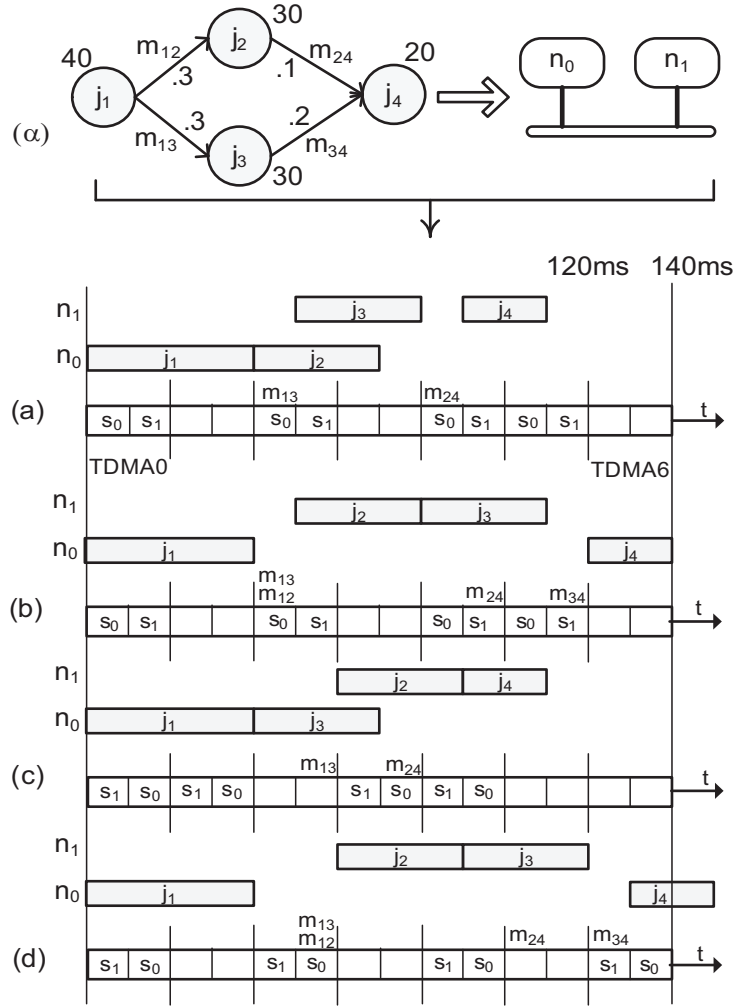 30
m12 j2 m24 20
40 .3 .1
j1 j4 n0 n1
.3 .2
(α) m13 j3 m34
30
120ms 140ms
n1 j3 j4
n0 j1 j2
m13 m24
(a) s0 s1 s0 s1 s0 s1 s0 s1 t
TDMA0 TDMA6
n1 j2 j3
n0 j1 j4
m13
m12 m24 m34
(b) s0 s1 s0 s1 s0 s1 s0 s1 t
n1 j2 j4
n0 j1 j3
m13 m24
(c) s1 s0 s1 s0 s1 s0 s1 s0 t
n1 j2 j3
n0 j1 j4
m13
m12 m24 m34
(d) s1 s0 s1 s0 s1 s0 s1 s0 t